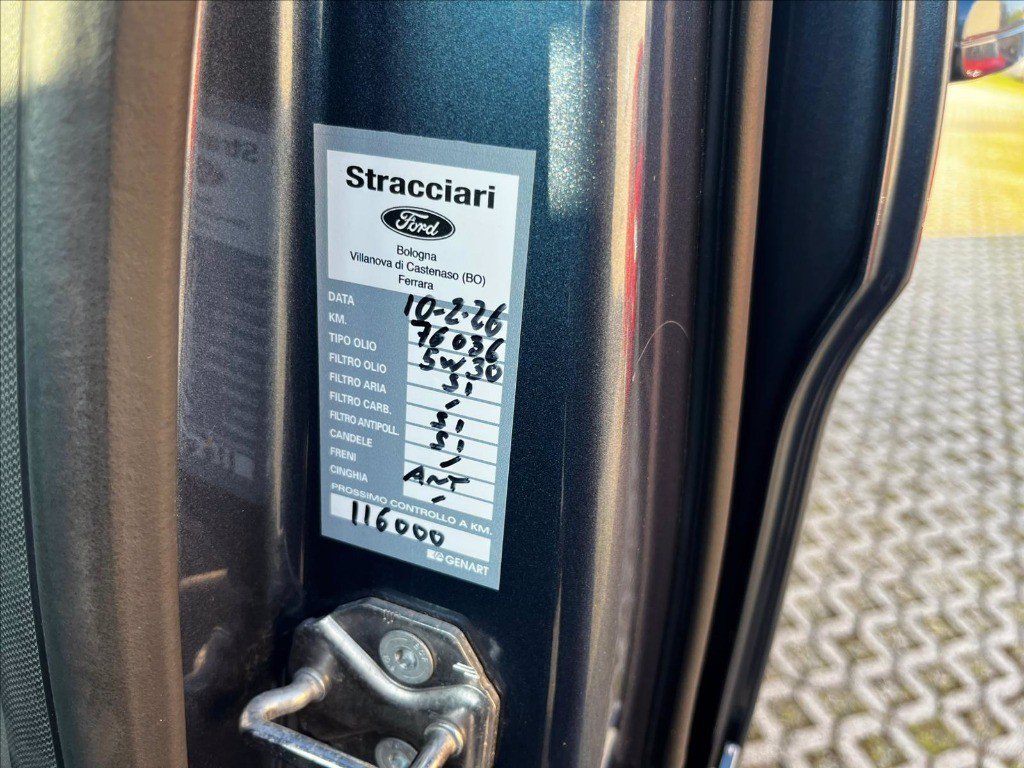 Stracciari
Ford
Bologna
Villanova di Castenaso (BO)
Ferrara
DATA 10-2-26
KM. 76036
TIPO OLIO 5W30
FILTRO OLIO SI
FILTRO ARIA -
FILTRO CARB. SI
FILTRO ANTIPOLL. SI
CANDELE -
FRENI ANT
CINGHIA -
PROSSIMO CONTROLLO A KM.
116000
GENART